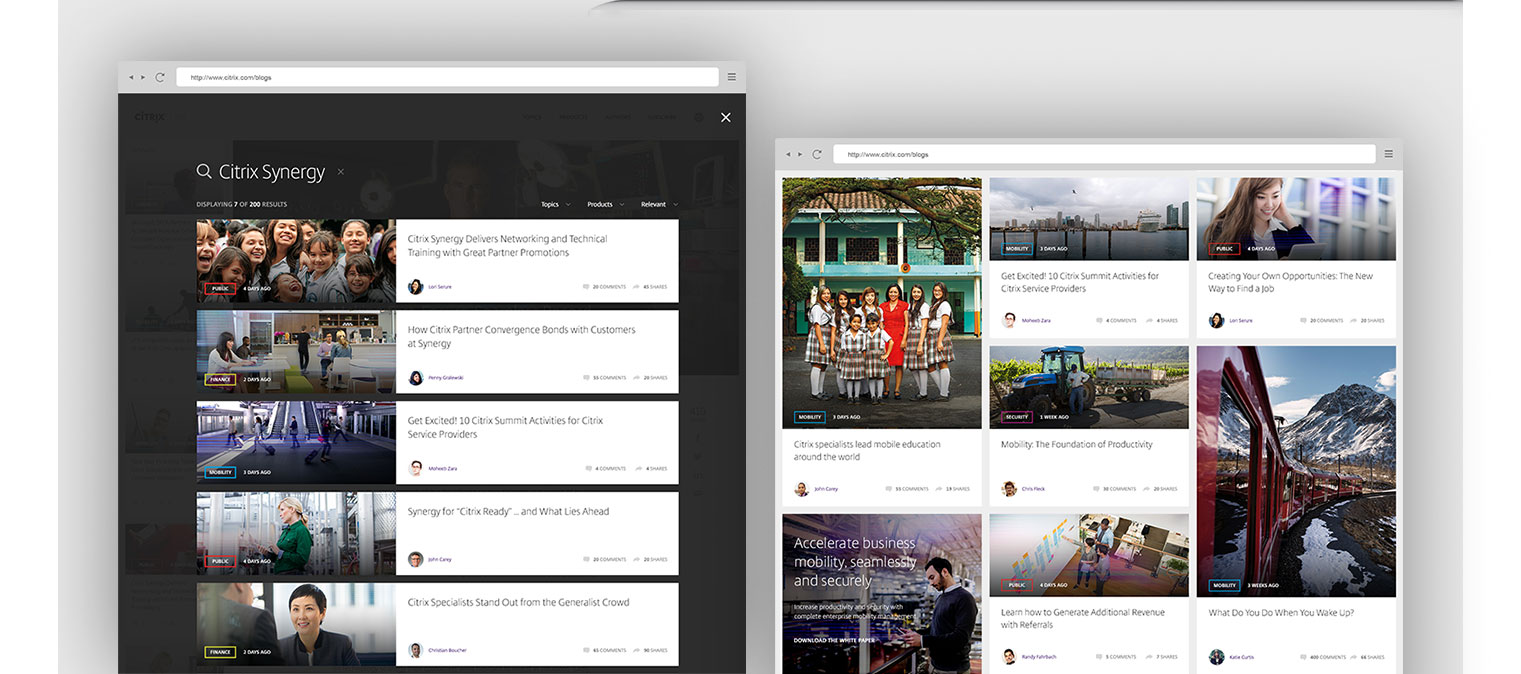 http://www.citrix.com/blogs
CITRIX
TOPICS PRODUCTS AUTHORS SUBSCRIBE
Citrix Synergy ×
DISPLAYING 7 OF 200 RESULTS
Topics Products Relevant
Citrix Synergy Delivers Networking and Technical
Training with Great Partner Promotions
PUBLIC 4 DAYS AGO
Lori Serure 20 COMMENTS 45 SHARES
How Citrix Partner Convergence Bonds with Customers
at Synergy
FINANCE 2 DAYS AGO
Penny Gralewski 55 COMMENTS 20 SHARES
Get Excited! 10 Citrix Summit Activities for Citrix
Service Providers
MOBILITY 3 DAYS AGO
Moheeb Zara 4 COMMENTS 4 SHARES
410
Synergy for “Citrix Ready” ... and What Lies Ahead
PUBLIC 4 DAYS AGO
John Carey 20 COMMENTS 20 SHARES
Citrix Specialists Stand Out from the Generalist Crowd
FINANCE 2 DAYS AGO
Christian Boucher 65 COMMENTS 90 SHARES
http://www.citrix.com/blogs
MOBILITY 3 DAYS AGO
Citrix specialists lead mobile education
around the world
John Carey 55 COMMENTS 19 SHARES
Accelerate business
mobility, seamlessly
and securely
Increase productivity and security with
complete enterprise mobility management.
DOWNLOAD THE WHITE PAPER
MOBILITY 3 DAYS AGO
Get Excited! 10 Citrix Summit Activities for
Citrix Service Providers
Moheeb Zara 4 COMMENTS 4 SHARES
SECURITY 1 WEEK AGO
Mobility: The Foundation of Productivity
Chris Fleck 30 COMMENTS 20 SHARES
PUBLIC 4 DAYS AGO
Learn how to Generate Additional Revenue
with Referrals
Randy Fahrbach 5 COMMENTS 7 SHARES
PUBLIC 4 DAYS AGO
Creating Your Own Opportunities: The New
Way to Find a Job
Lori Serure 20 COMMENTS 20 SHARES
MOBILITY 3 WEEKS AGO
What Do You Do When You Wake Up?
Katie Curtin 400 COMMENTS 66 SHARES